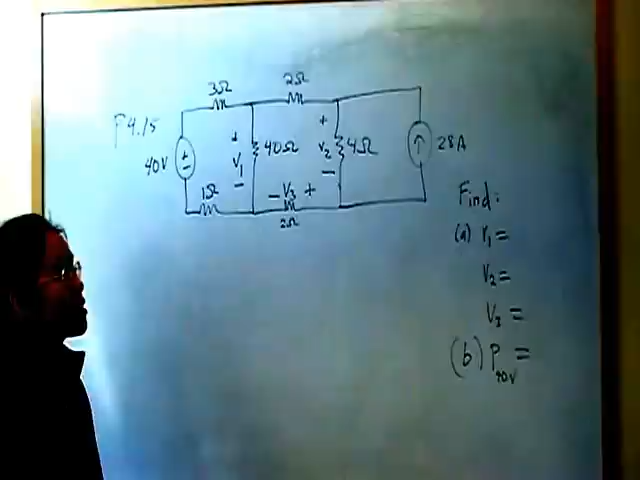 3Ω 2Ω
P4.15
+ +
40V + - V1 40Ω V2 4Ω ↑ 28A
- -
1Ω - V3 +
2Ω
Find:
(a) V1 =
V2 =
V3 =
(b) P40V =